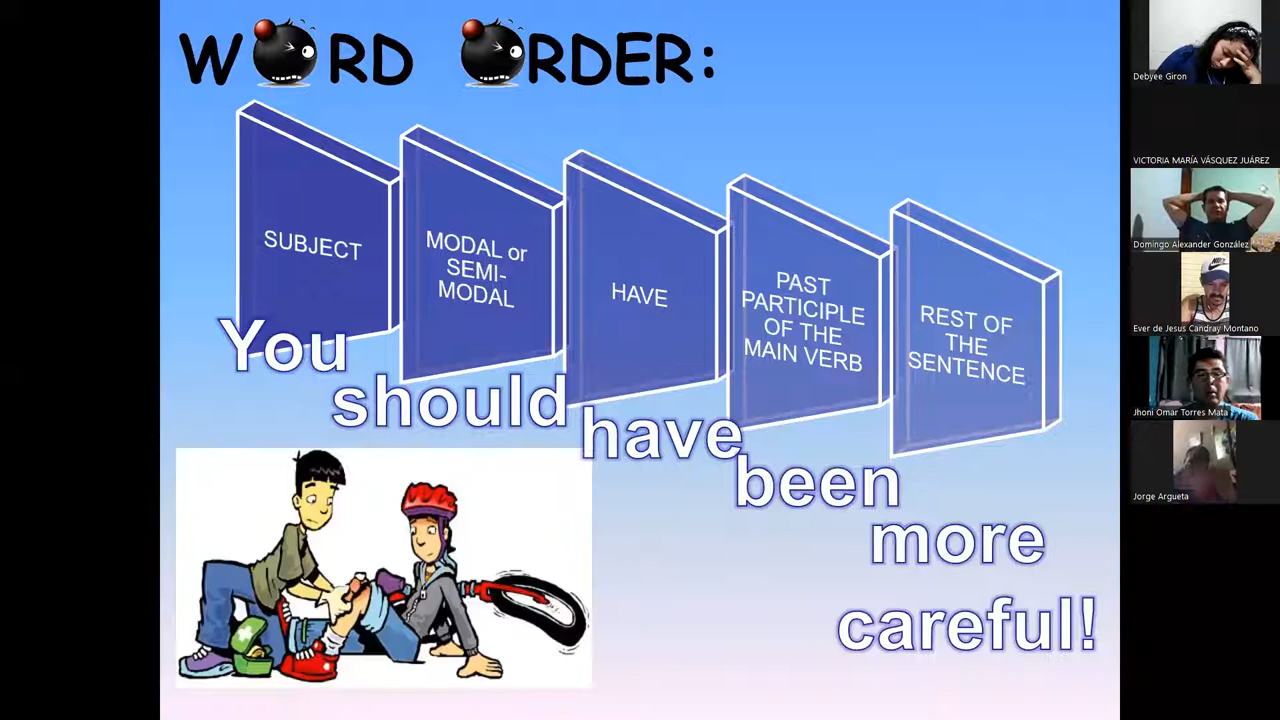 WORD ORDER:
SUBJECT
MODAL or
SEMI-
MODAL
HAVE
PAST
PARTICIPLE
OF THE
MAIN VERB
REST OF
THE
SENTENCE
You
should
have
been
more
careful!
Debyee Giron
VICTORIA MARÍA VÁSQUEZ JUÁREZ
Domingo Alexander González
Ever de Jesus Candray Montano
Jhoni Omar Torres Mata
Jorge Argueta